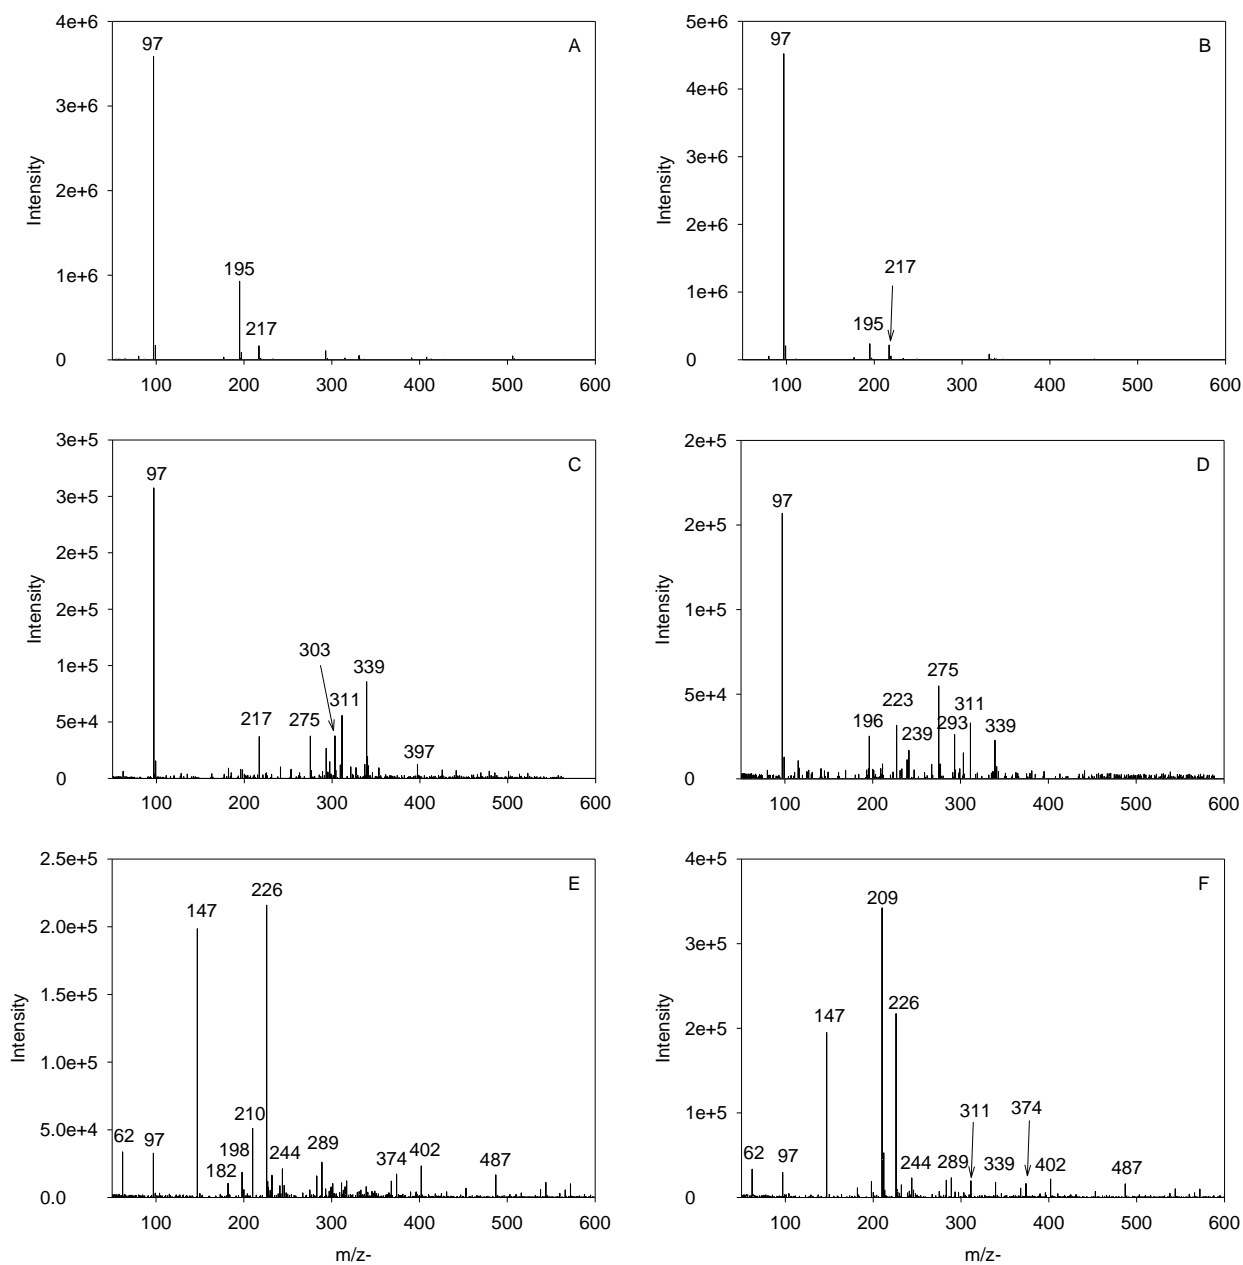 A
4e+6
3e+6
2e+6
1e+6
0
Intensity
97
195
217
100 200 300 400 500 600
B
5e+6
4e+6
3e+6
2e+6
1e+6
0
Intensity
97
217
195
100 200 300 400 500 600
C
3e+5
3e+5
2e+5
2e+5
1e+5
5e+4
0
Intensity
97
303
339
311
217 275
397
100 200 300 400 500 600
D
2e+5
2e+5
1e+5
5e+4
0
Intensity
97
275
223
311
196 239 293 339
100 200 300 400 500 600
E
2.5e+5
2.0e+5
1.5e+5
1.0e+5
5.0e+4
0.0
Intensity
226
147
210
62 97
198 244 289
182
374 402
487
100 200 300 400 500 600
m/z-
F
4e+5
3e+5
2e+5
1e+5
0
Intensity
209
226
147
311 374
62 97
244 289 339 402 487
100 200 300 400 500 600
m/z-